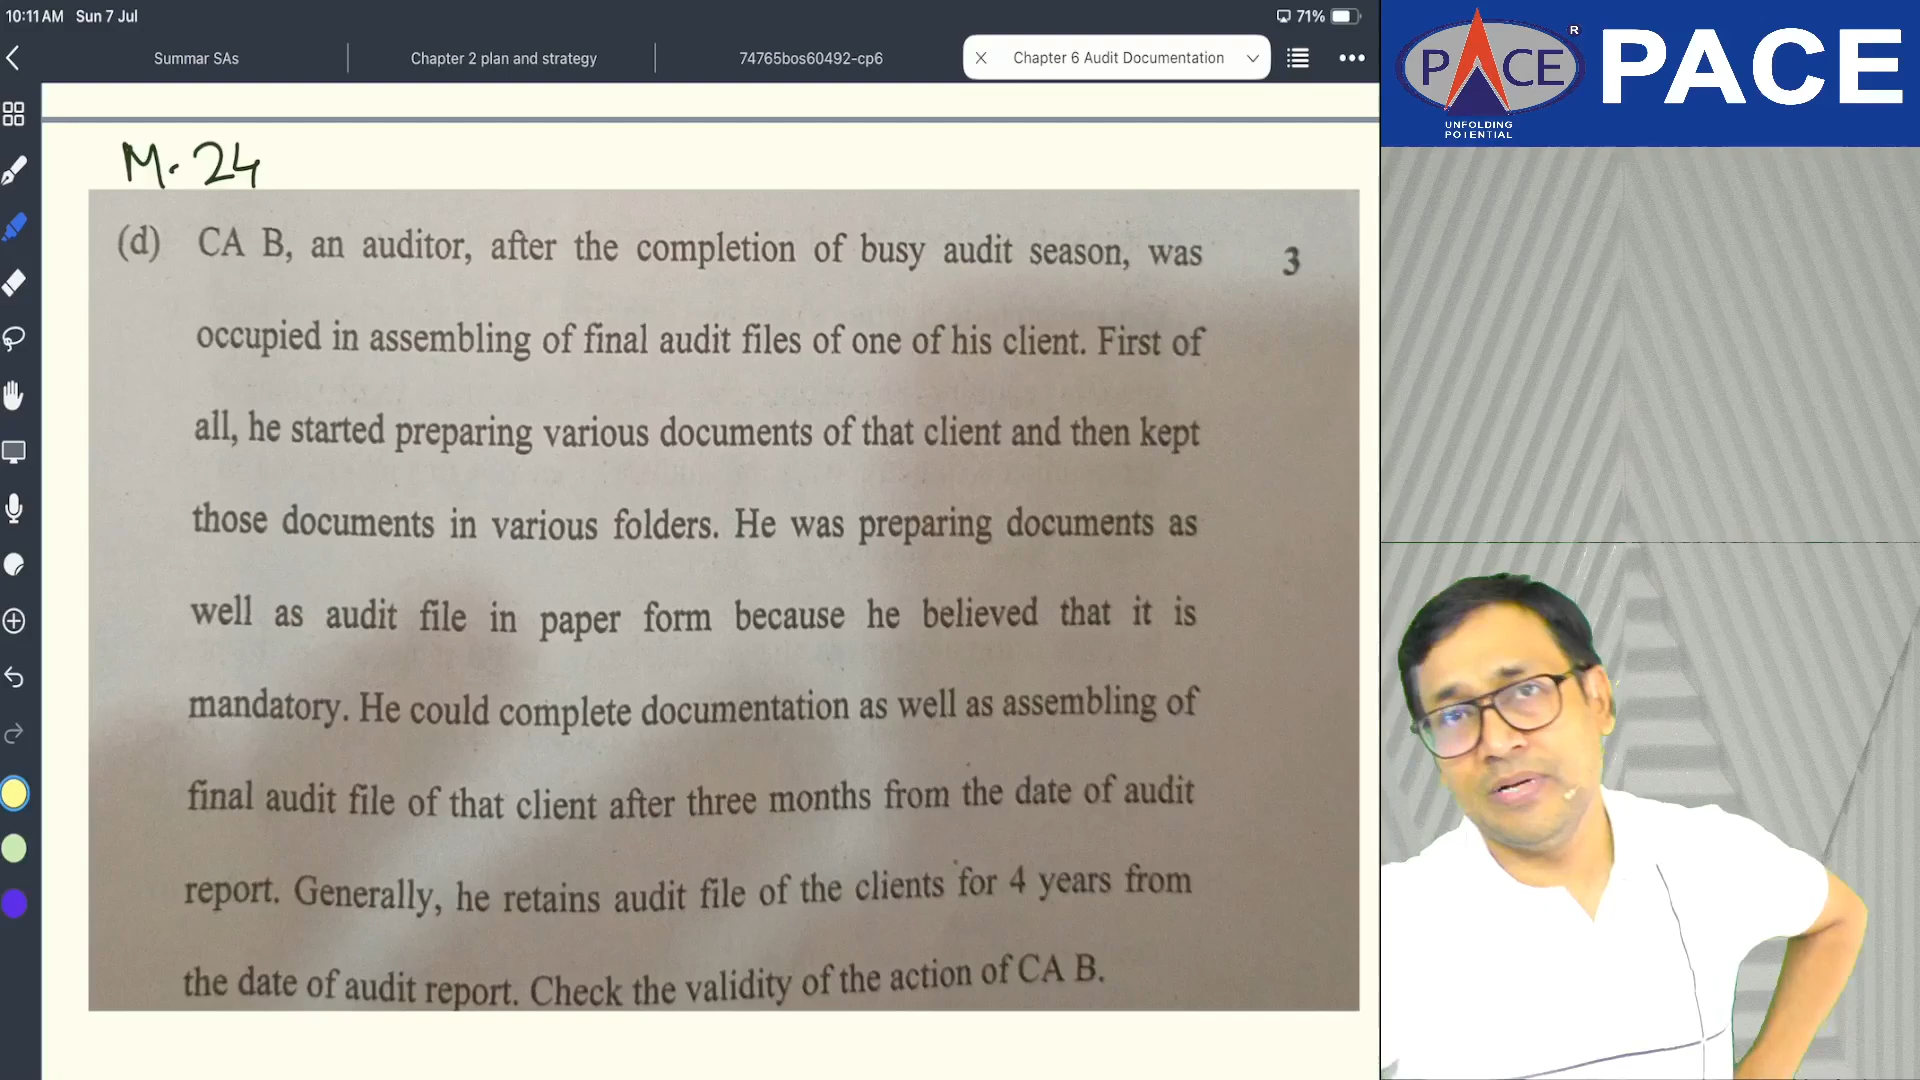 10:11 AM Sun 7 Jul
71%
Summar SAs
Chapter 2 plan and strategy
74765bos60492-cp6
Chapter 6 Audit Documentation
PACE
UNFOLDING
POTENTIAL
®
PACE
M. 24
(d) CA B, an auditor, after the completion of busy audit season, was 3
occupied in assembling of final audit files of one of his client. First of
all, he started preparing various documents of that client and then kept
those documents in various folders. He was preparing documents as
well as audit file in paper form because he believed that it is
mandatory. He could complete documentation as well as assembling of
final audit file of that client after three months from the date of audit
report. Generally, he retains audit file of the clients for 4 years from
the date of audit report. Check the validity of the action of CA B.